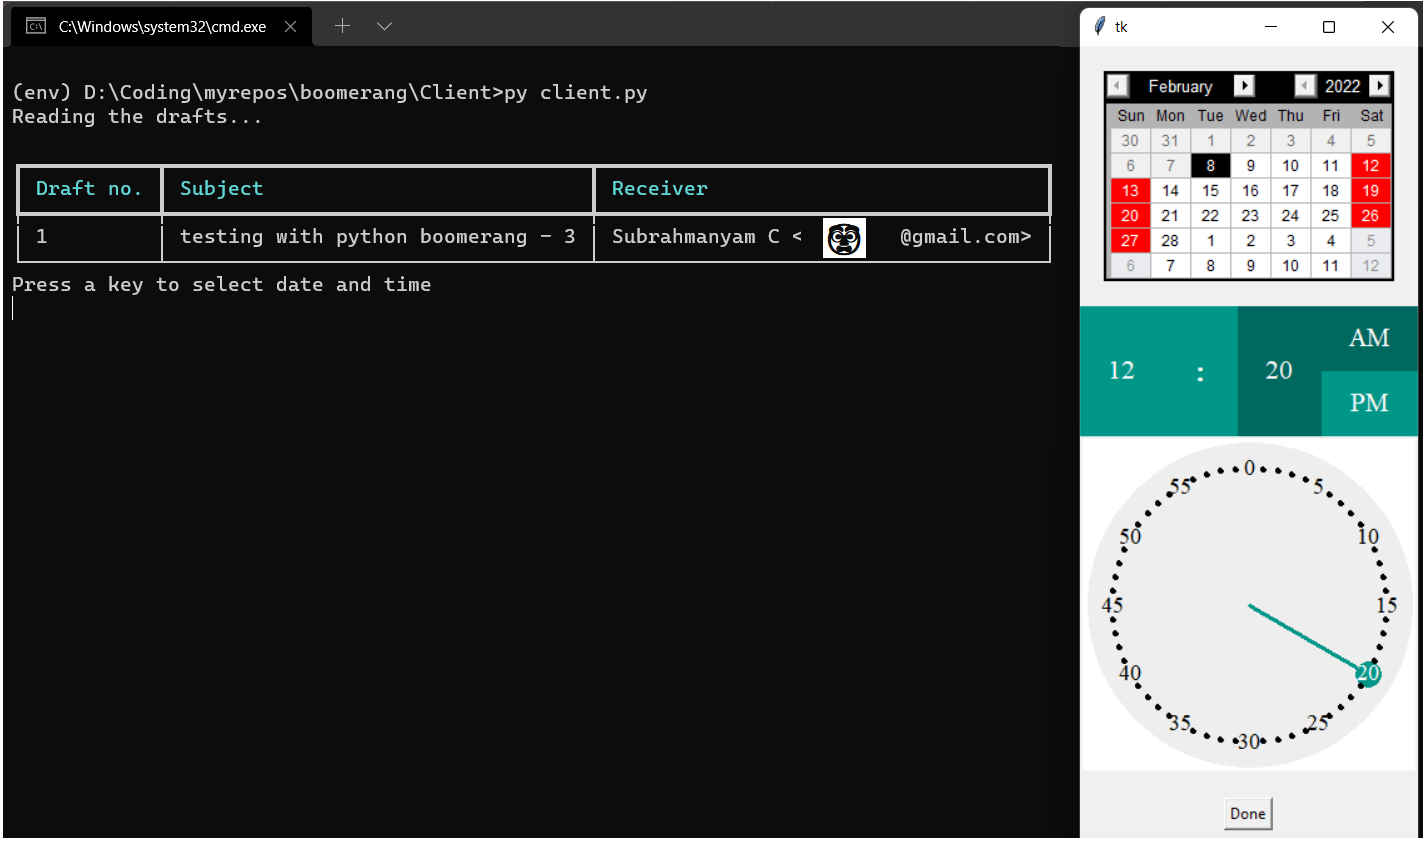 C:\Windows\system32\cmd.exe
(env) D:\Coding\myrepos\boomerang\Client>py client.py
Reading the drafts...
Draft no. Subject Receiver
1 testing with python boomerang - 3 Subrahmanyam C < @gmail.com>
Press a key to select date and time
tk
February 2022
Sun Mon Tue Wed Thu Fri Sat
30 31 1 2 3 4 5
6 7 8 9 10 11 12
13 14 15 16 17 18 19
20 21 22 23 24 25 26
27 28 1 2 3 4 5
6 7 8 9 10 11 12
12 : 20 AM
PM
0
55 5
50 10
45 15
40 20
35 25
30
Done